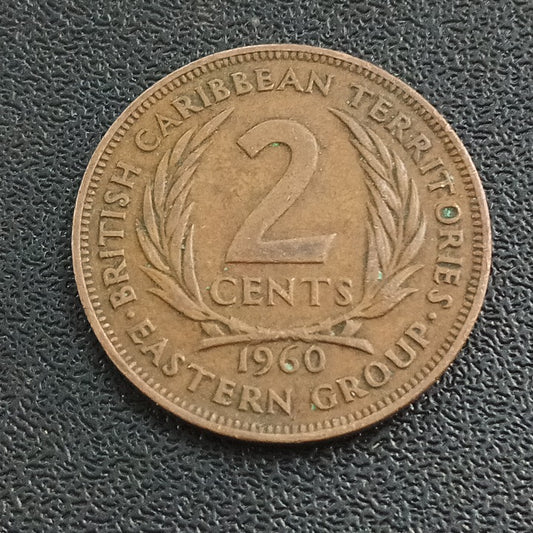 BRITISH CARIBBEAN TERRITORIES
2
CENTS
1960
· EASTERN GROUP ·